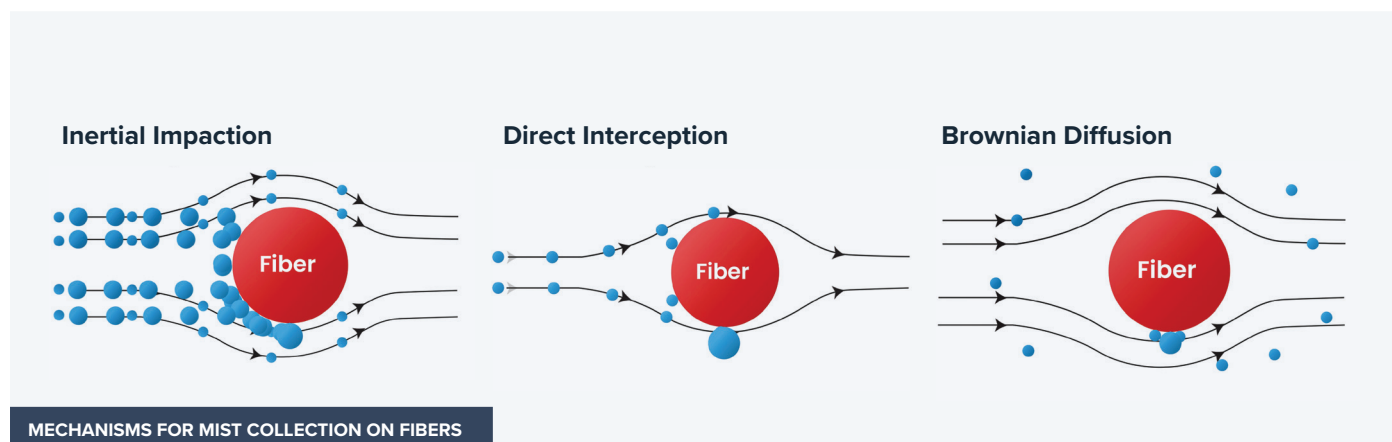 Inertial Impaction
Direct Interception
Brownian Diffusion
Fiber
Fiber
Fiber
MECHANISMS FOR MIST COLLECTION ON FIBERS